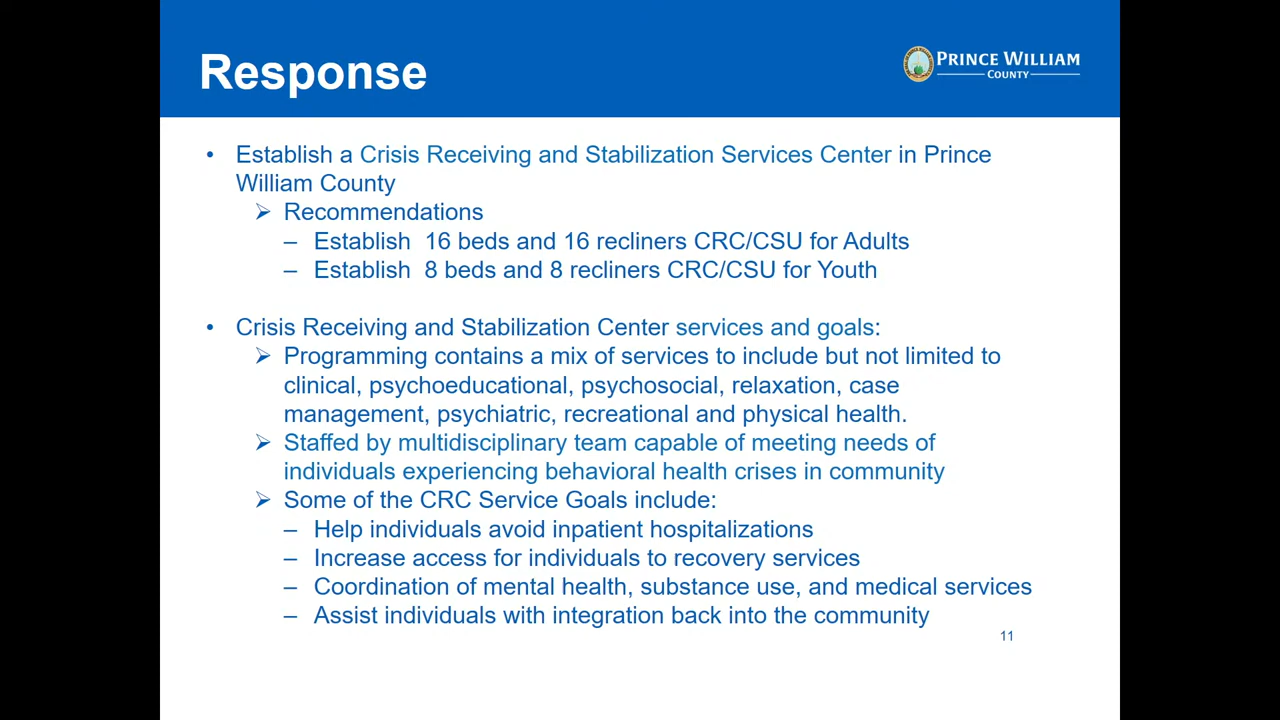 Response
PRINCE WILLIAM
COUNTY
• Establish a Crisis Receiving and Stabilization Services Center in Prince
William County
➢ Recommendations
– Establish  16 beds and 16 recliners CRC/CSU for Adults
– Establish  8 beds and 8 recliners CRC/CSU for Youth
• Crisis Receiving and Stabilization Center services and goals:
➢ Programming contains a mix of services to include but not limited to
clinical, psychoeducational, psychosocial, relaxation, case
management, psychiatric, recreational and physical health.
➢ Staffed by multidisciplinary team capable of meeting needs of
individuals experiencing behavioral health crises in community
➢ Some of the CRC Service Goals include:
– Help individuals avoid inpatient hospitalizations
– Increase access for individuals to recovery services
– Coordination of mental health, substance use, and medical services
– Assist individuals with integration back into the community
11